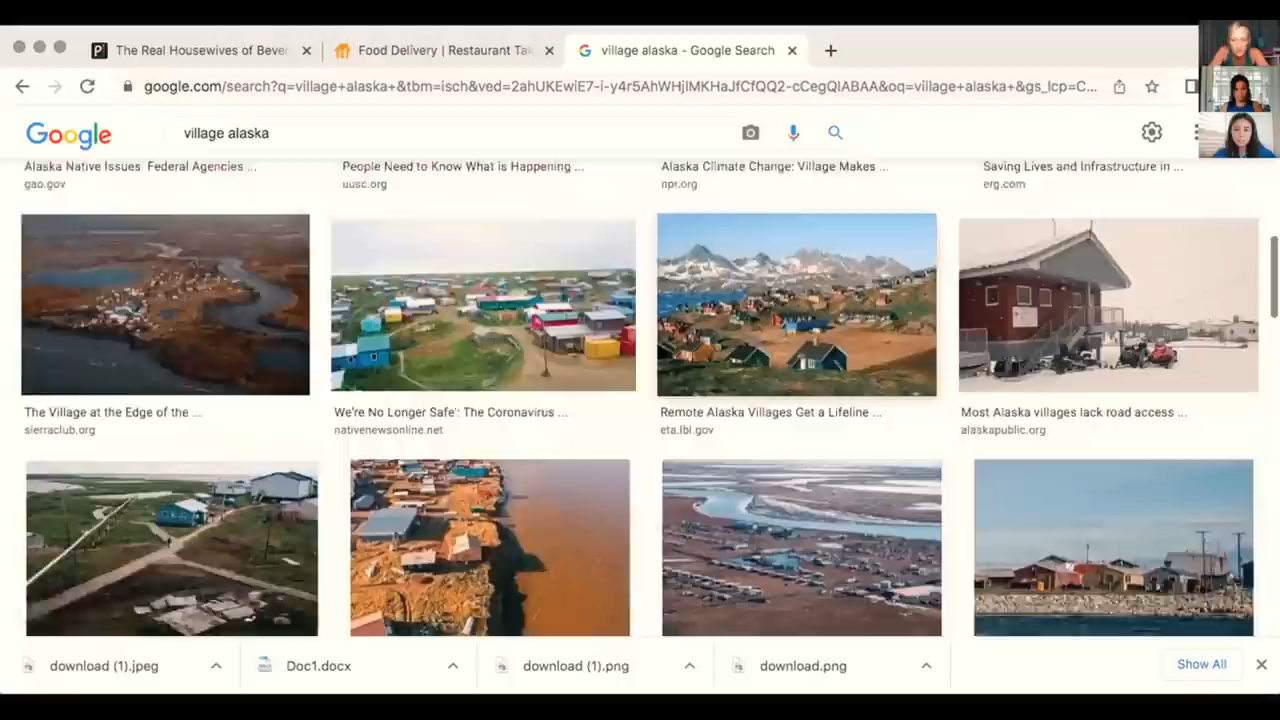 The Real Housewives of Bever
Food Delivery | Restaurant Tak
village alaska - Google Search
google.com/search?q=village+alaska+&tbm=isch&ved=2ahUKEwiE7-i-y4r5AhWHjIMKHaJfCfQQ2-cCegQIABAA&oq=village+alaska+&gs_lcp=C...
Google
village alaska
Alaska Native Issues Federal Agencies ...
People Need to Know What is Happening ...
Alaska Climate Change: Village Makes ...
Saving Lives and Infrastructure in ...
gao.gov
uusc.org
npr.org
erg.com
The Village at the Edge of the ...
We're No Longer Safe': The Coronavirus ...
Remote Alaska Villages Get a Lifeline ...
Most Alaska villages lack road access ...
sierraclub.org
nativenewsonline.net
eta.lbl.gov
alaskapublic.org
download (1).jpeg
Doc1.docx
download (1).png
download.png
Show All